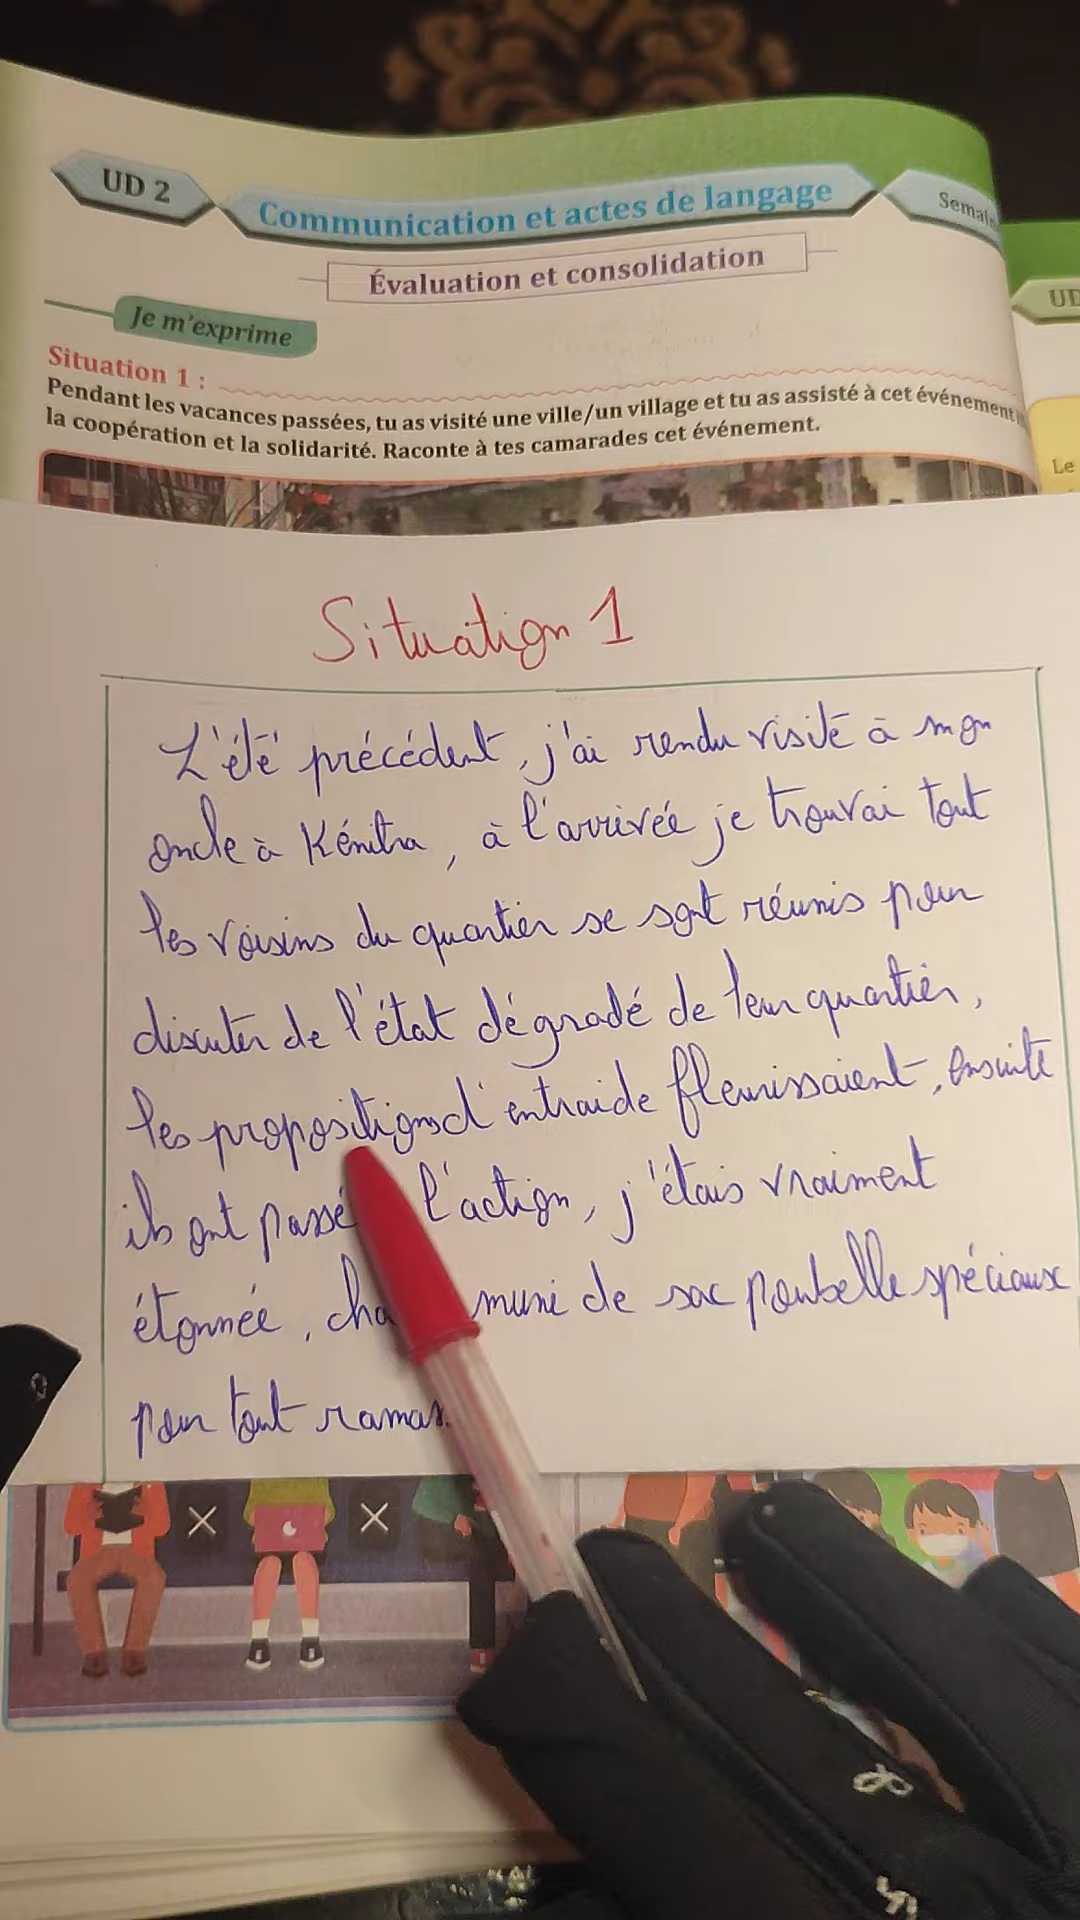 UD 2
Communication et actes de langage
Évaluation et consolidation
Je m'exprime
Situation 1 :
Pendant les vacances passées, tu as visité une ville/un village et tu as assisté à cet événement
la coopération et la solidarité. Raconte à tes camarades cet événement.
UD
Le
Situation 1
L'été précédent, j'ai rendu visite à mon
oncle à Kénitra, à l'arrivée je trouvai tout
les voisins du quartier se sont réunis pour
discuter de l'état dégradé de leur quartier,
les propositions d'entraide fleurissaient, ensuite
ils ont passé l'action, j'étais vraiment
étonnée, muni de sac poubelle spéciaux
pour tout